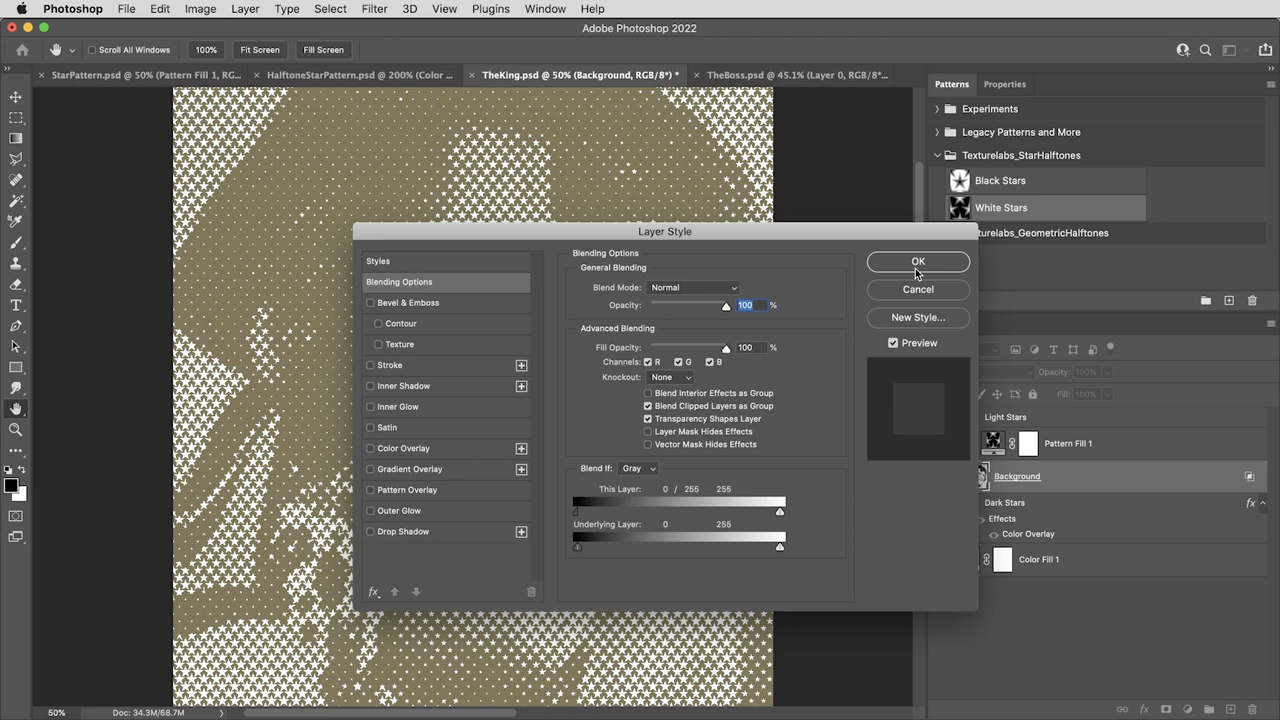 Photoshop File Edit Image Layer Type Select Filter 3D View Plugins Window Help
Adobe Photoshop 2022
Scroll All Windows 100% Fit Screen Fill Screen
StarPattern.psd @ 50% (Pattern Fill 1, RG...
HalftoneStarPattern.psd @ 200% (Color ...
TheKing.psd @ 50% (Background, RGB/8*) *
TheBoss.psd @ 45.1% (Layer 0, RGB/8*...
Patterns Properties
Experiments
Legacy Patterns and More
Texturelabs_StarHalftones
Black Stars
White Stars
urelabs_GeometricHalftones
Layer Style
Styles
Blending Options
Bevel & Emboss
Contour
Texture
Stroke
Inner Shadow
Inner Glow
Satin
Color Overlay
Gradient Overlay
Pattern Overlay
Outer Glow
Drop Shadow
fx
Blending Options
General Blending
Blend Mode: Normal
Opacity: 100 %
Advanced Blending
Fill Opacity: 100 %
Channels: R G B
Knockout: None
Blend Interior Effects as Group
Blend Clipped Layers as Group
Transparency Shapes Layer
Layer Mask Hides Effects
Vector Mask Hides Effects
Blend If: Gray
This Layer: 0 / 255 255
Underlying Layer: 0 255
OK
Cancel
New Style...
Preview
Opacity: 100%
Fill: 100%
Light Stars
Pattern Fill 1
Background
Dark Stars fx
Effects
Color Overlay
Color Fill 1
fx
50% Doc: 34.3M/68.7M